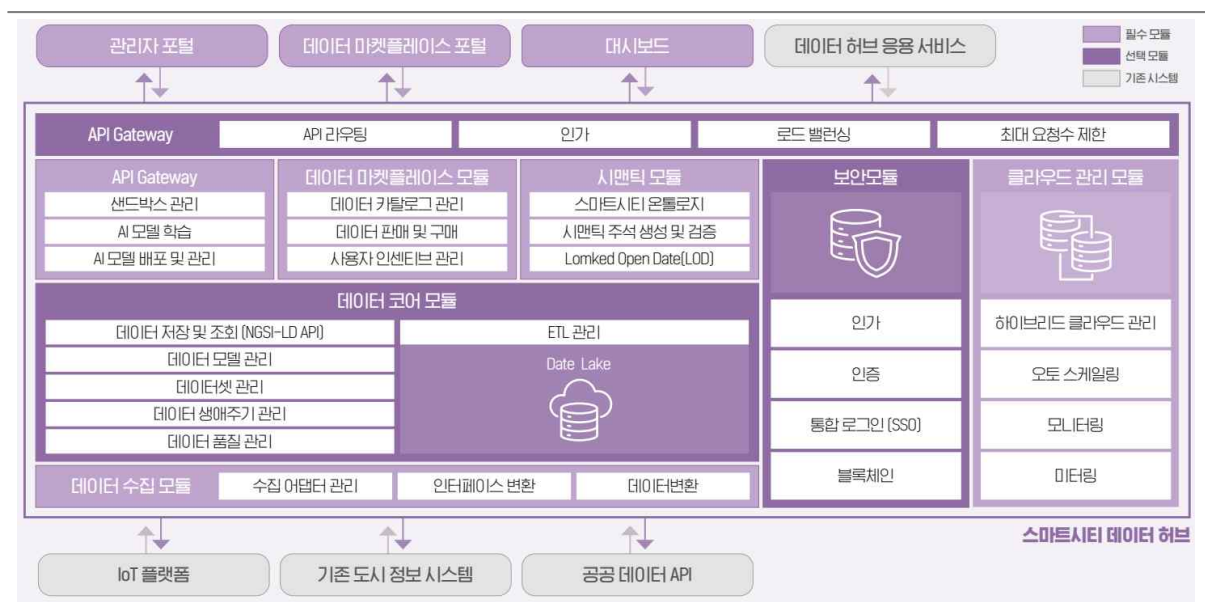 관리자 포털
데이터 마켓플레이스 포털
대시보드
데이터 허브 응용 서비스
필수 모듈
선택 모듈
기존 시스템
API Gateway
API 라우팅
인가
로드 밸런싱
최대 요청수 제한
API Gateway
샌드박스 관리
AI 모델 학습
AI 모델 배포 및 관리
데이터 마켓플레이스 모듈
데이터 카탈로그 관리
데이터 판매 및 구매
사용자 인센티브 관리
시맨틱 모듈
스마트시티 온톨로지
시맨틱 주석 생성 및 검증
Lomked Open Date(LOD)
보안모듈
인가
인증
통합 로그인 (SSO)
블록체인
클라우드 관리 모듈
하이브리드 클라우드 관리
오토 스케일링
모니터링
미터링
데이터 코어 모듈
데이터 저장 및 조회 (NGSI-LD API)
데이터 모델 관리
데이터셋 관리
데이터 생애주기 관리
데이터 품질 관리
ETL 관리
Date Lake
데이터 수집 모듈
수집 어댑터 관리
인터페이스 변환
데이터변환
스마트시티 데이터 허브
IoT 플랫폼
기존 도시 정보 시스템
공공 데이터 API